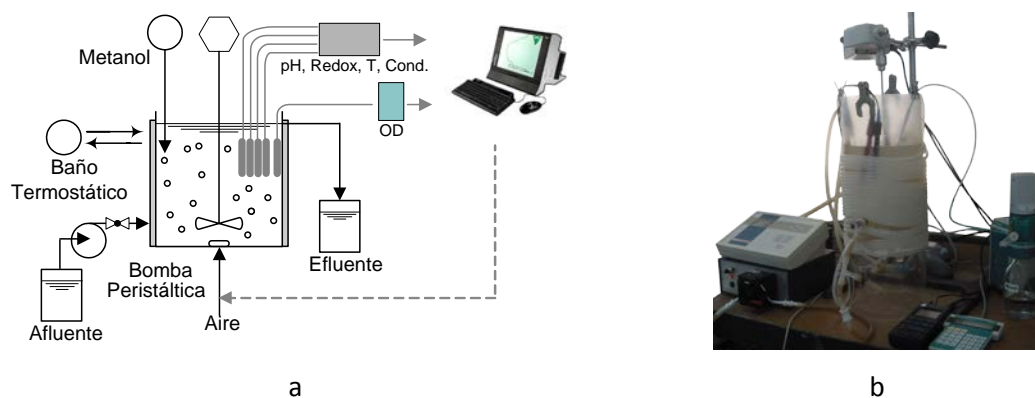 Metanol
pH, Redox, T, Cond.
OD
Baño
Termostático
Bomba
Peristáltica
Efluente
Afluente
Aire
a
b